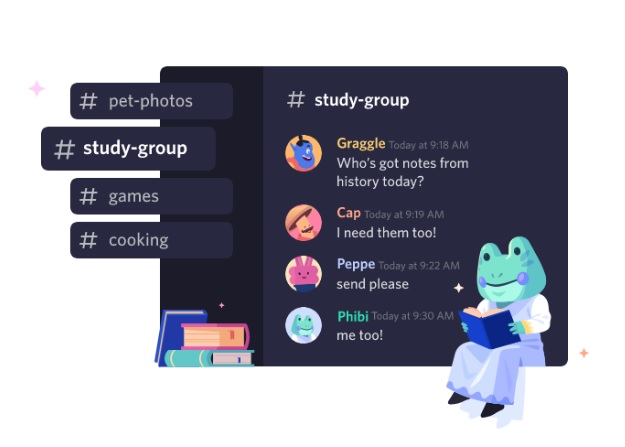 # pet-photos
# study-group
# games
# cooking
# study-group
Graggle Today at 9:18 AM
Who's got notes from
history today?
Cap Today at 9:19 AM
I need them too!
Peppe Today at 9:22 AM
send please
Phibi Today at 9:30 AM
me too!